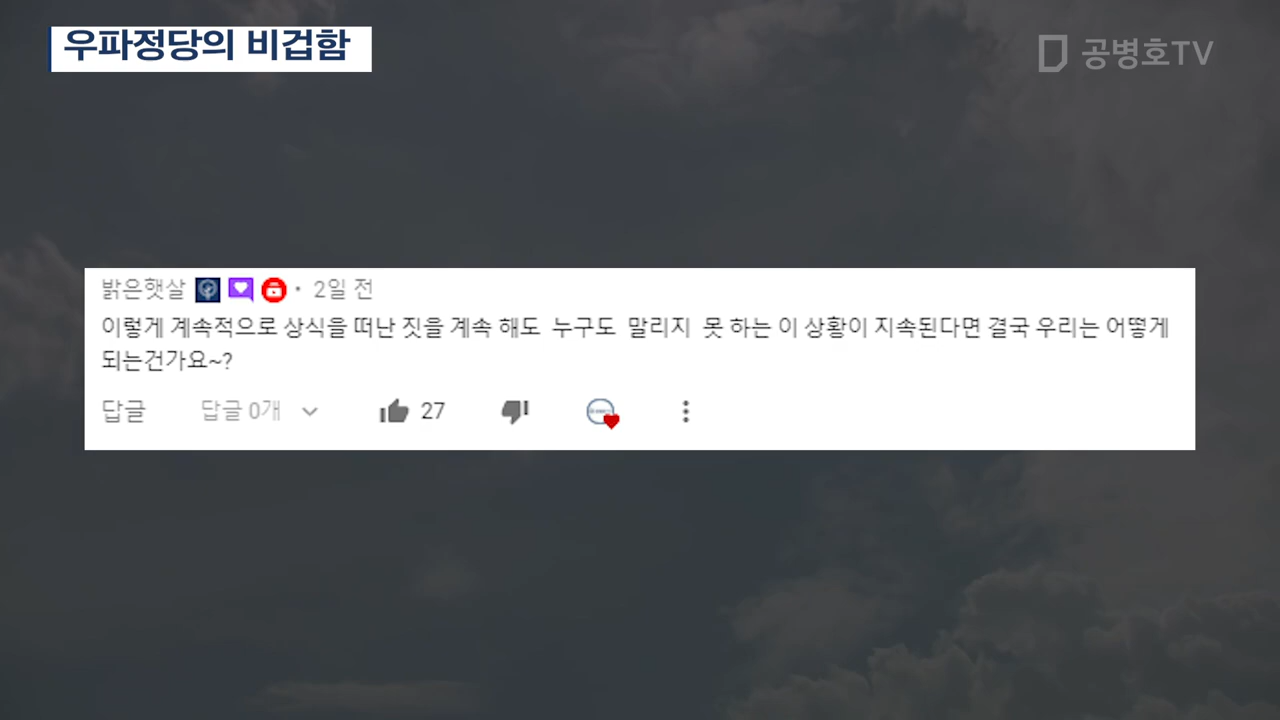 우파정당의 비겁함
공병호TV
밝은햇살 · 2일 전
이렇게 계속적으로 상식을 떠난 짓을 계속 해도 누구도 말리지 못 하는 이 상황이 지속된다면 결국 우리는 어떻게
되는건가요~?
답글 답글 0개 27